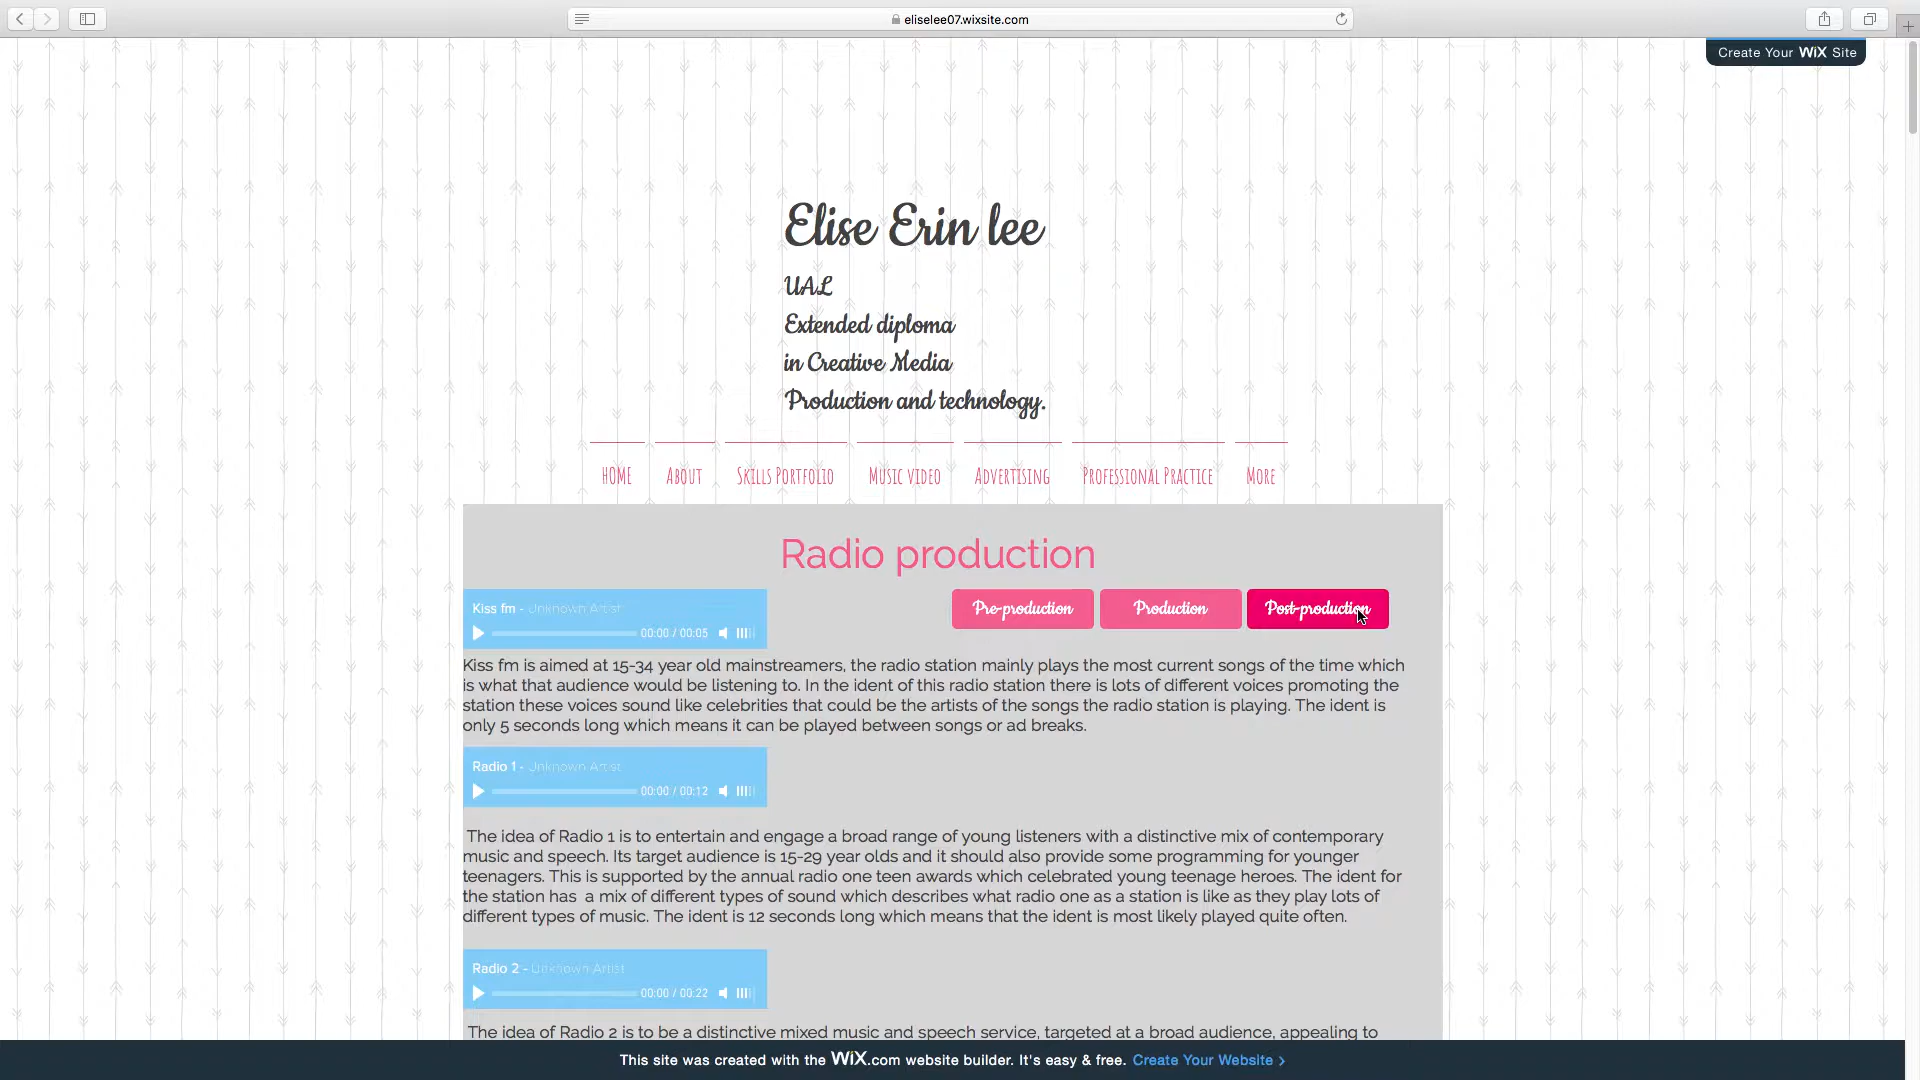 eliselee07.wixsite.com
Create Your WiX Site
Elise Erin lee
UAL
Extended diploma
in Creative Media
Production and technology.
HOME
ABOUT
SKILLS PORTFOLIO
MUSIC VIDEO
ADVERTISING
PROFESSIONAL PRACTICE
MORE
Radio production
Kiss fm - Unknown Artist
00:00 / 00:05
Pre-production
Production
Post-production
Kiss fm is aimed at 15-34 year old mainstreamers, the radio station mainly plays the most current songs of the time which
is what that audience would be listening to. In the ident of this radio station there is lots of different voices promoting the
station these voices sound like celebrities that could be the artists of the songs the radio station is playing. The ident is
only 5 seconds long which means it can be played between songs or ad breaks.
Radio 1 - Unknown Artist
00:00 / 00:12
The idea of Radio 1 is to entertain and engage a broad range of young listeners with a distinctive mix of contemporary
music and speech. Its target audience is 15-29 year olds and it should also provide some programming for younger
teenagers. This is supported by the annual radio one teen awards which celebrated young teenage heroes. The ident for
the station has a mix of different types of sound which describes what radio one as a station is like as they play lots of
different types of music. The ident is 12 seconds long which means that the ident is most likely played quite often.
Radio 2 - Unknown Artist
00:00 / 00:22
The idea of Radio 2 is to be a distinctive mixed music and speech service, targeted at a broad audience, appealing to
This site was created with the WiX.com website builder. It's easy & free. Create Your Website >